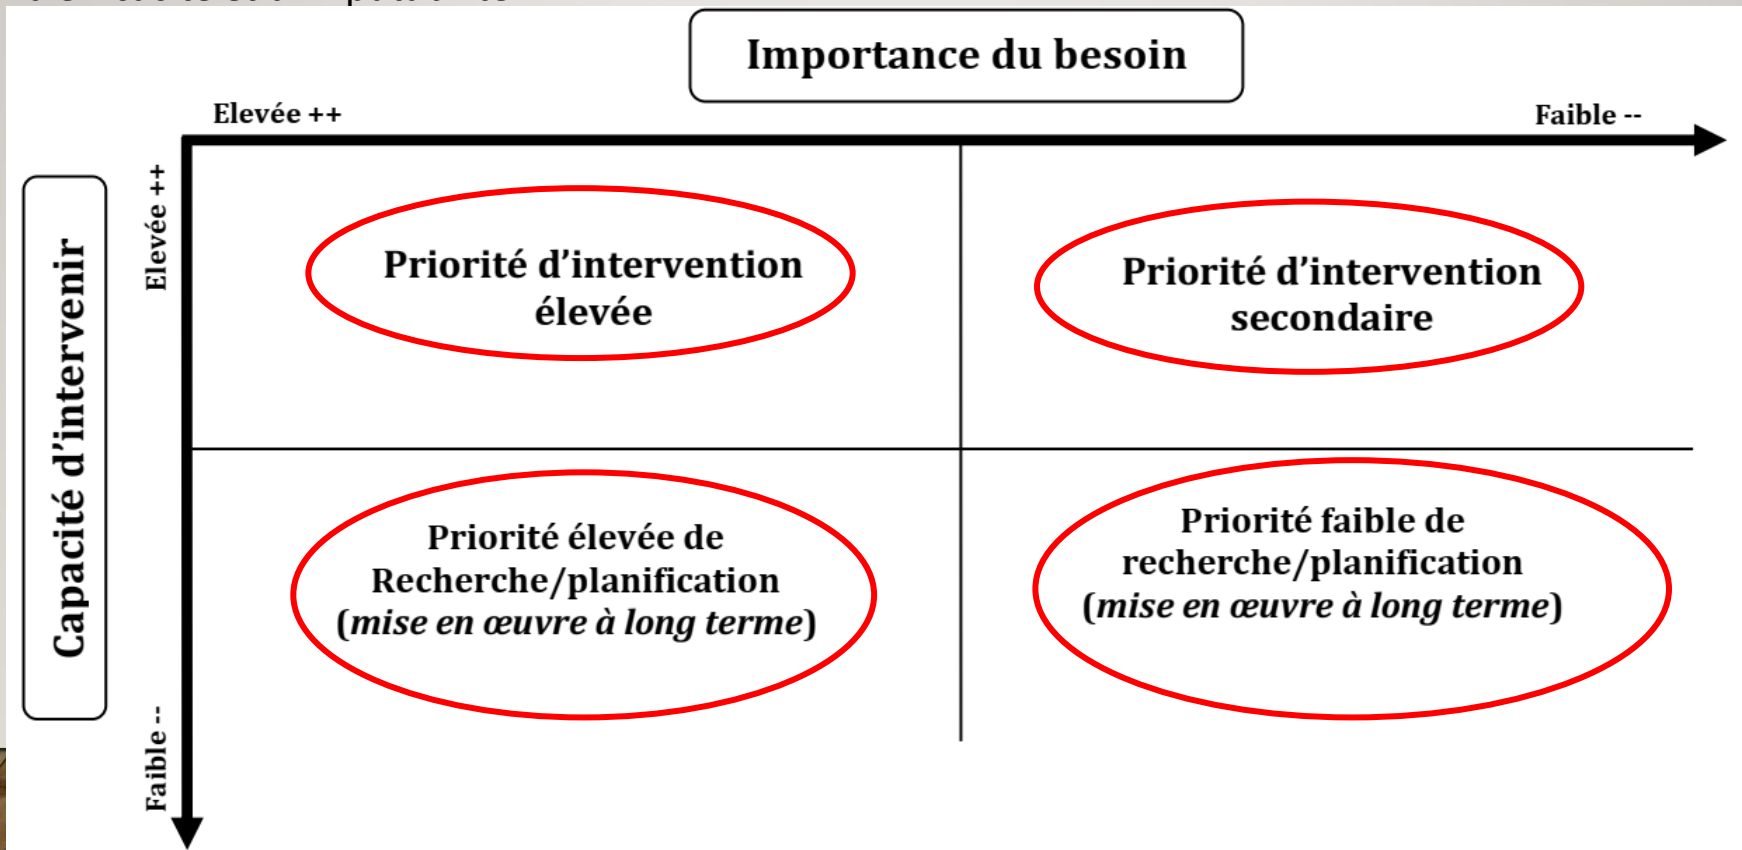 Importance du besoin
Elevée ++
Faible --
Capacité d'intervenir
Elevée ++
Priorité d'intervention
élevée
Priorité d'intervention
secondaire
Priorité élevée de
Recherche/planification
(mise en œuvre à long terme)
Priorité faible de
recherche/planification
(mise en œuvre à long terme)
Faible --